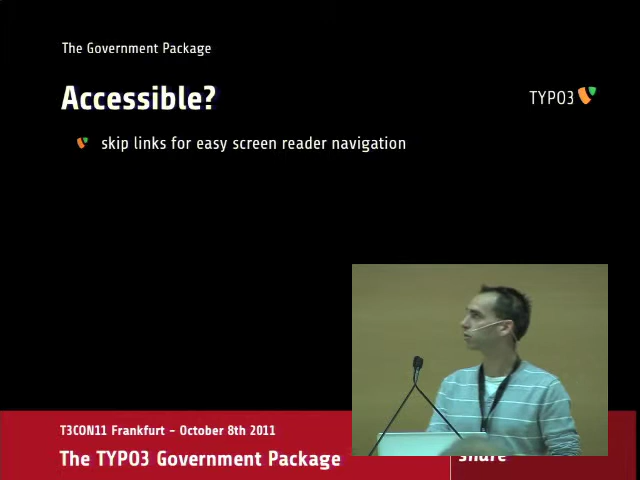 The Government Package
Accessible?
TYPO3
skip links for easy screen reader navigation
T3CON11 Frankfurt - October 8th 2011
The TYPO3 Government Package
share